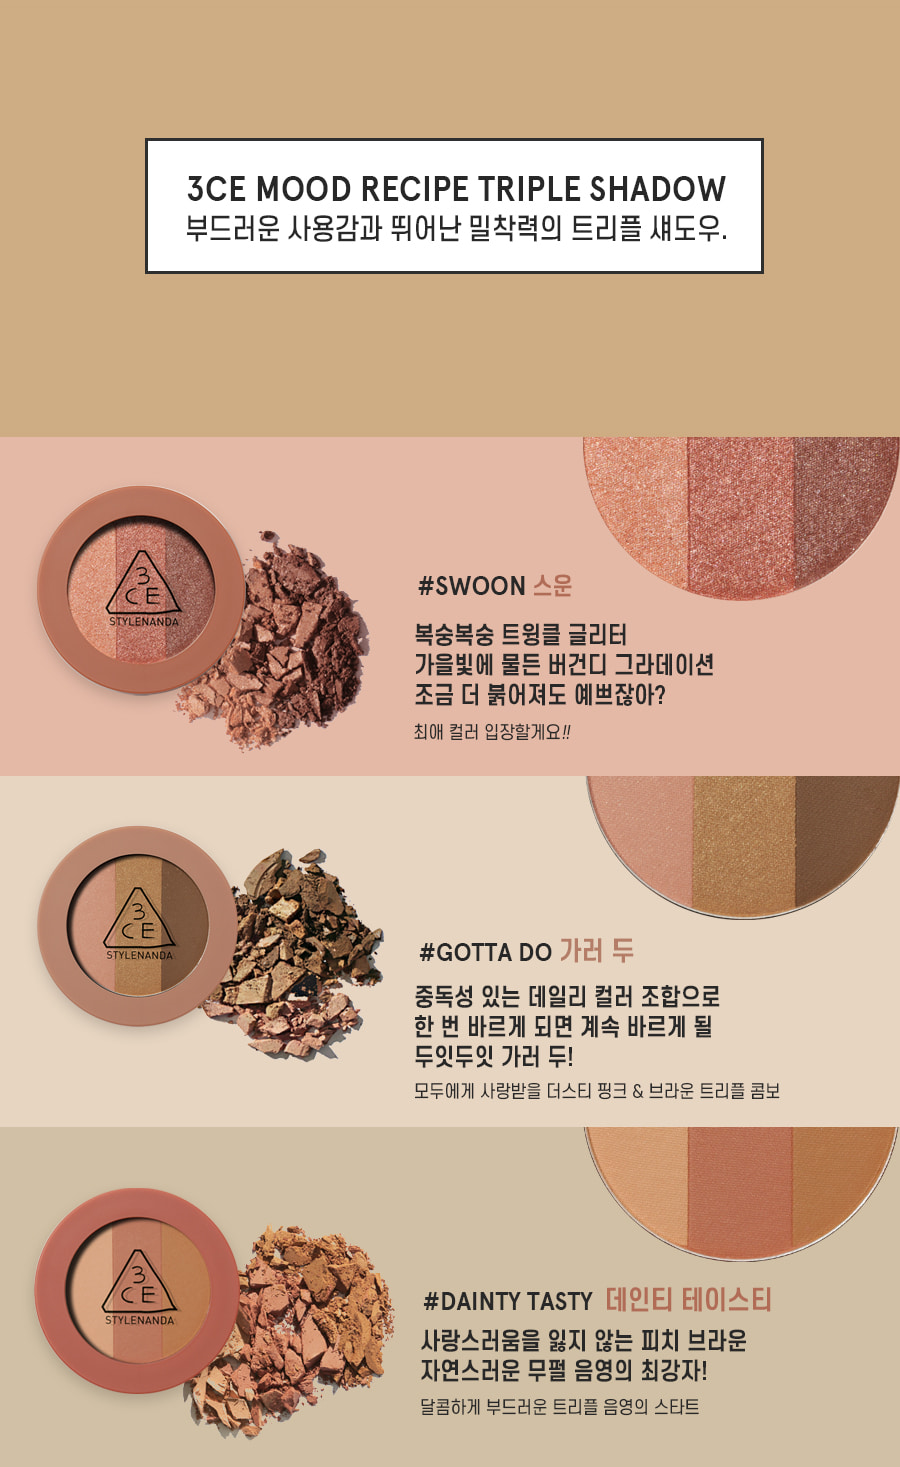 3CE MOOD RECIPE TRIPLE SHADOW
부드러운 사용감과 뛰어난 밀착력의 트리플 섀도우.
3
CE
STYLENANDA
#SWOON 스운
복숭복숭 트윙클 글리터
가을빛에 물든 버건디 그라데이션
조금 더 붉어져도 예쁘잖아?
최애 컬러 입장할게요!!
3
CE
STYLENANDA
#GOTTA DO 가러 두
중독성 있는 데일리 컬러 조합으로
한 번 바르게 되면 계속 바르게 될
두잇두잇 가러 두!
모두에게 사랑받을 더스티 핑크 & 브라운 트리플 콤보
3
CE
STYLENANDA
#DAINTY TASTY 데인티 테이스티
사랑스러움을 잃지 않는 피치 브라운
자연스러운 무펄 음영의 최강자!
달콤하게 부드러운 트리플 음영의 스타트